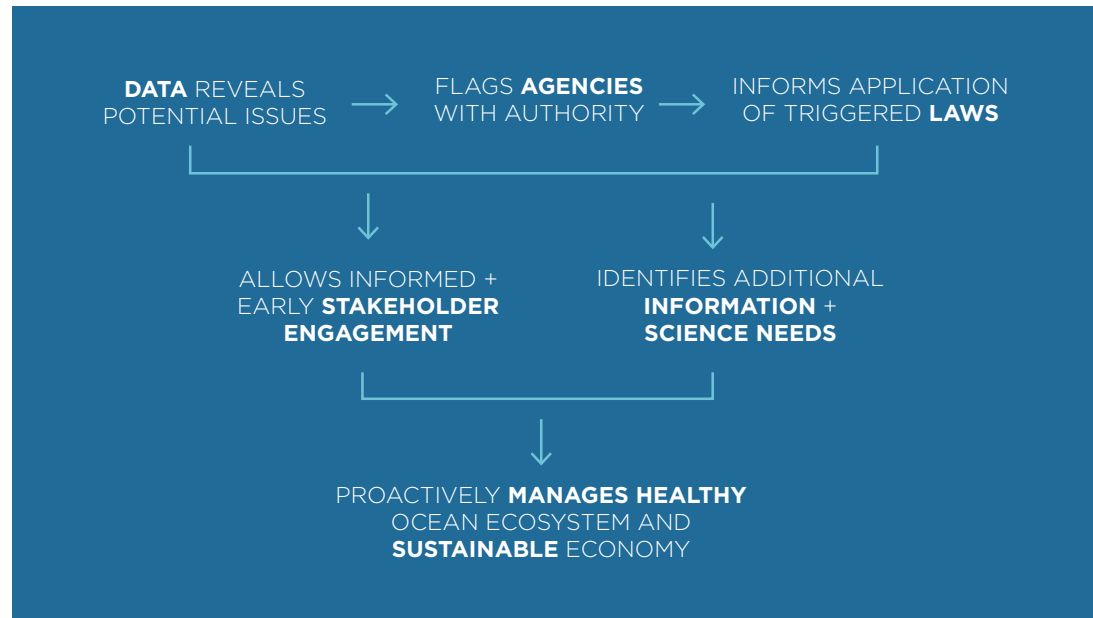 DATA REVEALS
POTENTIAL ISSUES
FLAGS AGENCIES
WITH AUTHORITY
INFORMS APPLICATION
OF TRIGGERED LAWS
ALLOWS INFORMED +
EARLY STAKEHOLDER
ENGAGEMENT
IDENTIFIES ADDITIONAL
INFORMATION +
SCIENCE NEEDS
PROACTIVELY MANAGES HEALTHY
OCEAN ECOSYSTEM AND
SUSTAINABLE ECONOMY